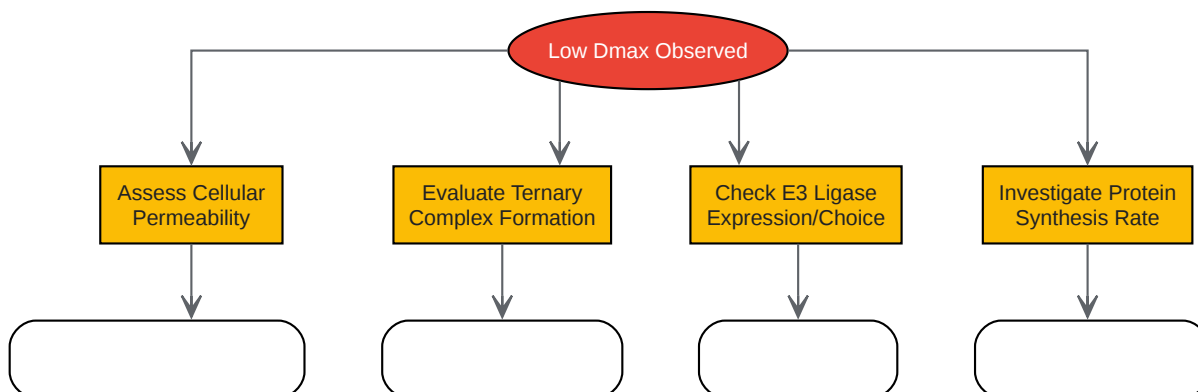 Low Dmax Observed
Assess Cellular
Permeability
Evaluate Ternary
Complex Formation
Check E3 Ligase
Expression/Choice
Investigate Protein
Synthesis Rate